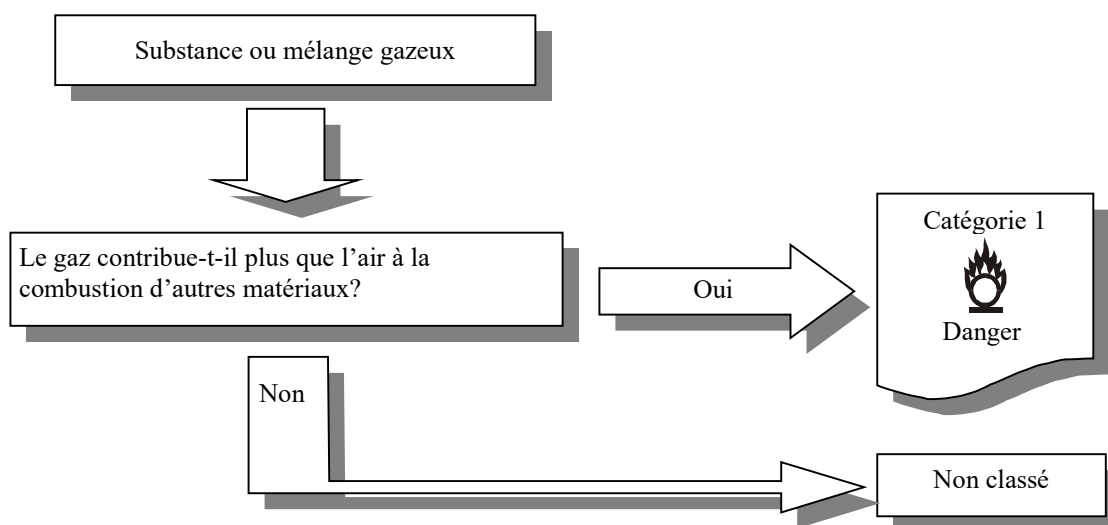 Substance ou mélange gazeux
Le gaz contribue-t-il plus que l’air à la
combustion d’autres matériaux?
Oui
Catégorie 1
Danger
Non
Non classé